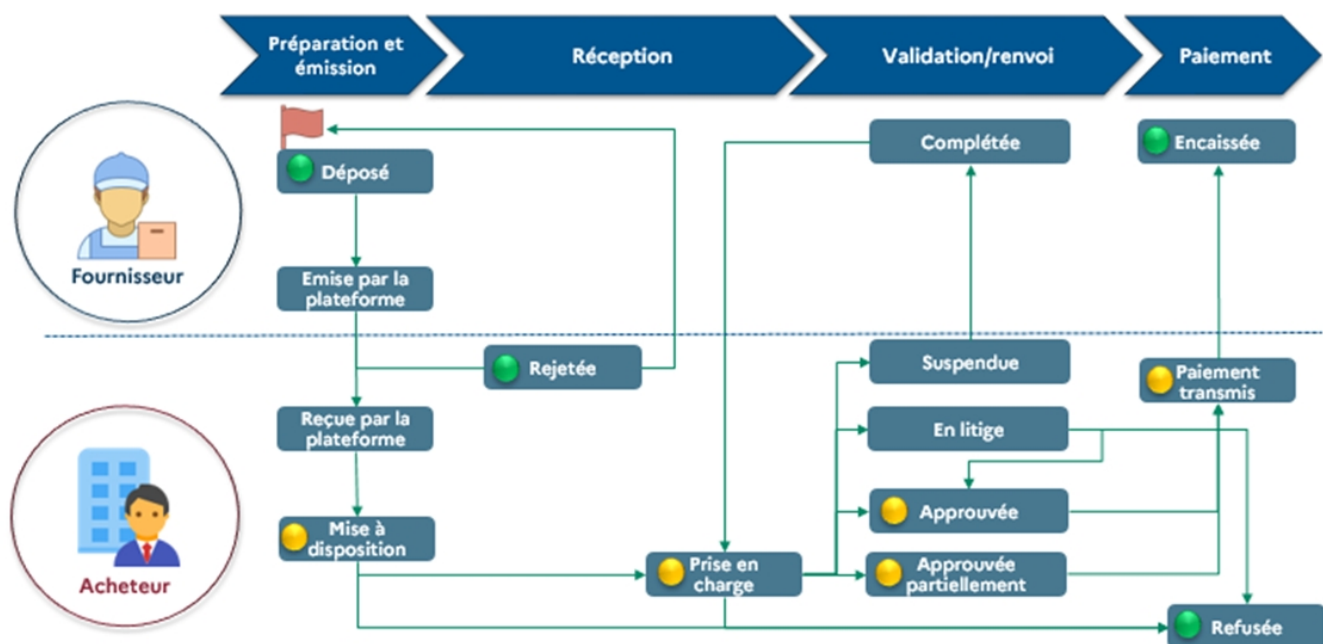 Préparation et
émission
Réception
Validation/renvoi
Paiement
Déposé
Complétée
Encaissée
Fournisseur
Emise par la
plateforme
Rejetée
Suspendue
Paiement
transmis
Reçue par la
plateforme
En litige
Mise à
disposition
Approuvée
Acheteur
Prise en
charge
Approuvée
partiellement
Refusée